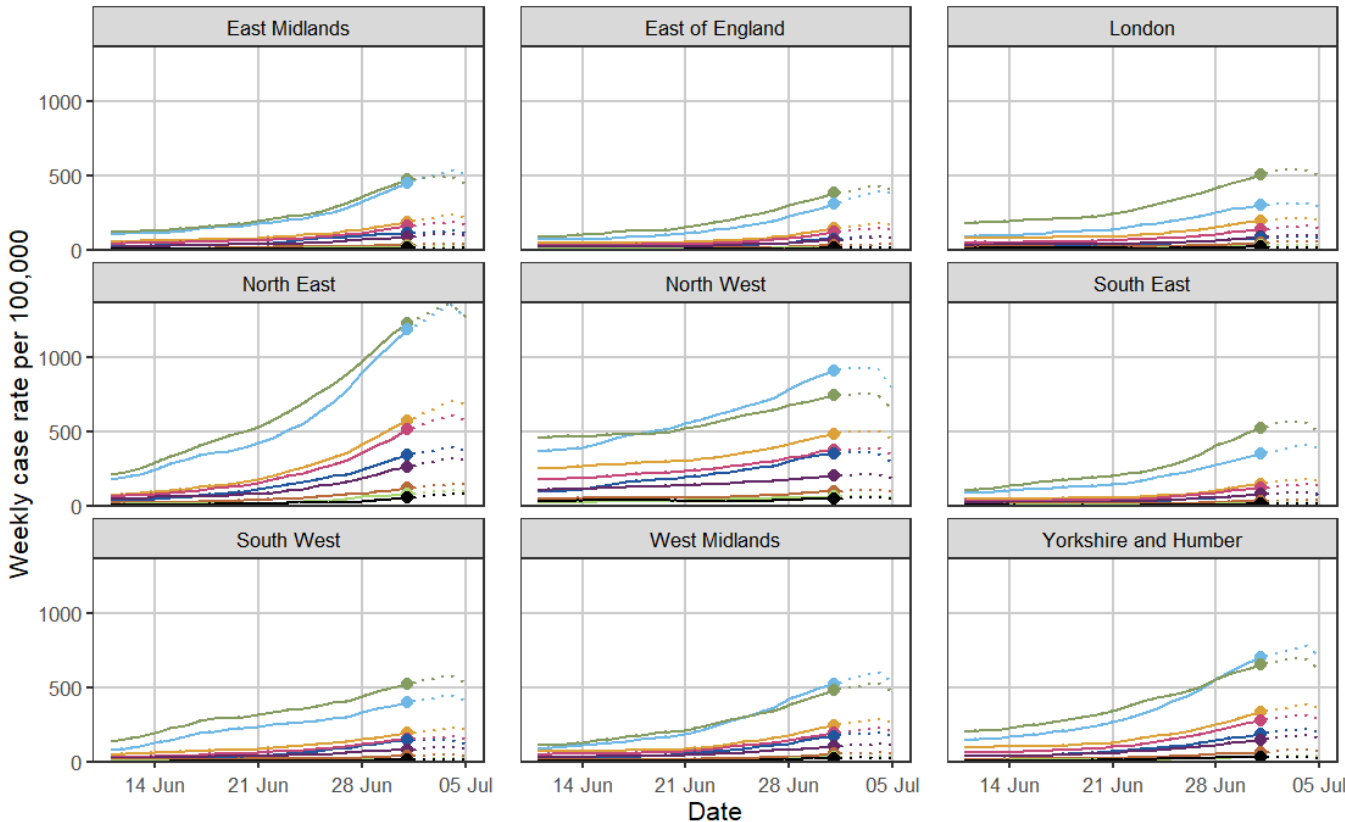 East Midlands
East of England
London
1000
500
0
North East
North West
South East
1000
500
0
South West
West Midlands
Yorkshire and Humber
1000
500
0
14 Jun 21 Jun 28 Jun 05 Jul
14 Jun 21 Jun 28 Jun 05 Jul
14 Jun 21 Jun 28 Jun 05 Jul
Date
Weekly case rate per 100,000